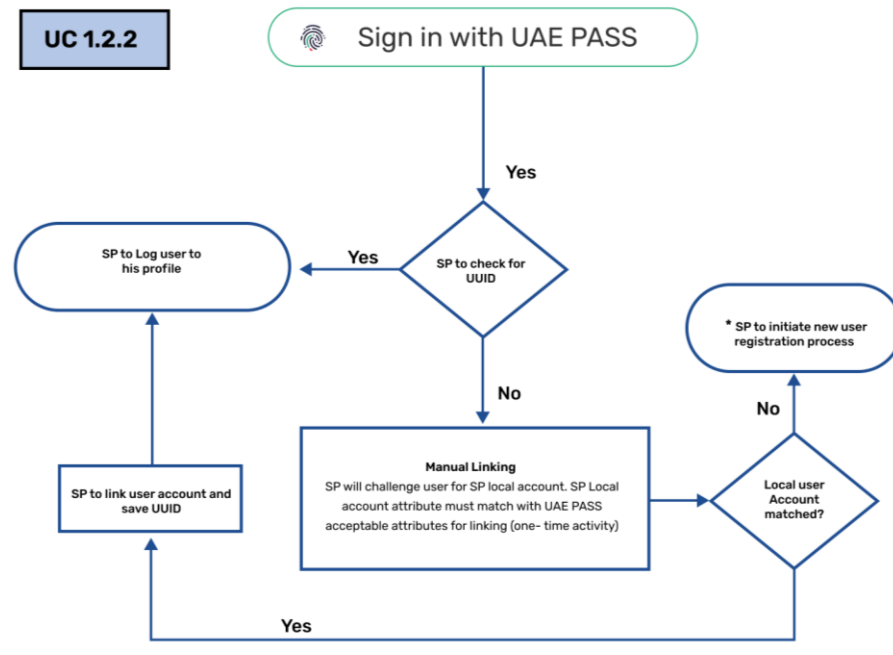 UC 1.2.2
Sign in with UAE PASS
Yes
SP to Log user to
his profile
Yes
SP to check for
UUID
* SP to initiate new user
registration process
No
No
Manual Linking
SP will challenge user for SP local account. SP Local
account attribute must match with UAE PASS
acceptable attributes for linking (one- time activity)
Local user
Account
matched?
SP to link user account and
save UUID
Yes